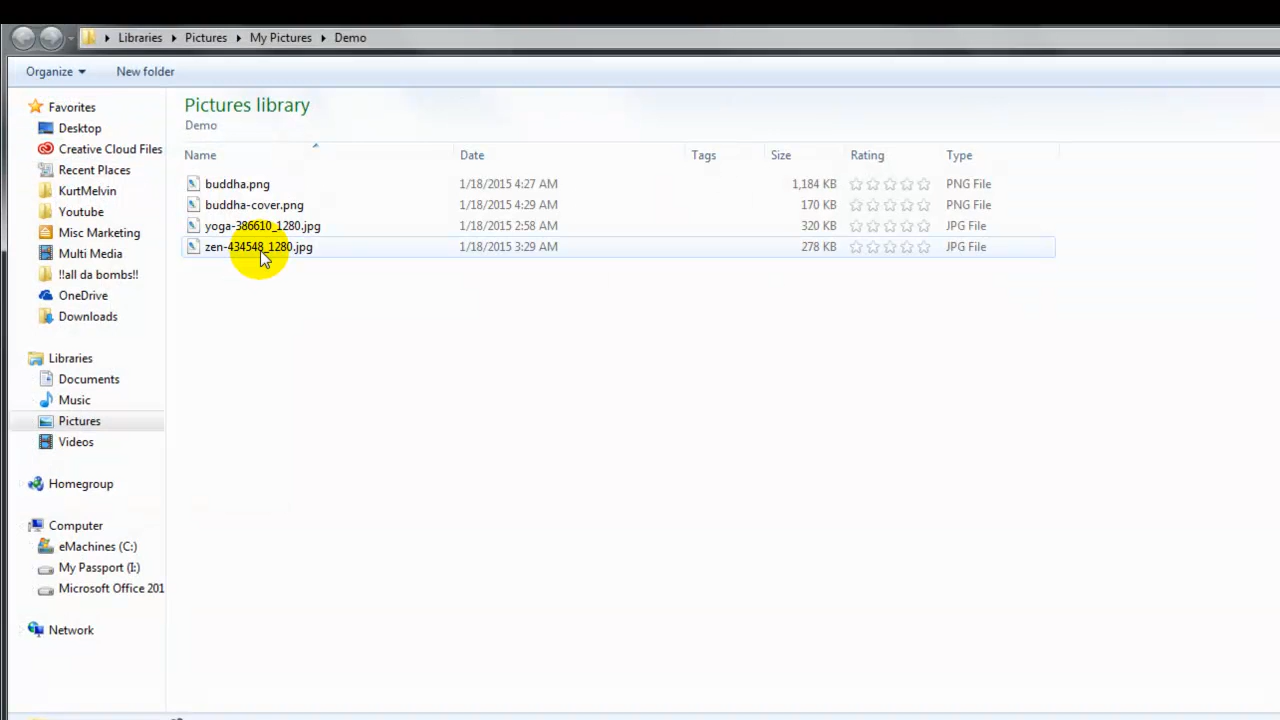 Libraries Pictures My Pictures Demo
Organize New folder
Favorites
Desktop
Creative Cloud Files
Recent Places
KurtMelvin
Youtube
Misc Marketing
Multi Media
!!all da bombs!!
OneDrive
Downloads
Libraries
Documents
Music
Pictures
Videos
Homegroup
Computer
eMachines (C:)
My Passport (I:)
Microsoft Office 201
Network
Pictures library
Demo
Name Date Tags Size Rating Type
buddha.png 1/18/2015 4:27 AM 1,184 KB PNG File
buddha-cover.png 1/18/2015 4:29 AM 170 KB PNG File
yoga-386610_1280.jpg 1/18/2015 2:58 AM 320 KB JPG File
zen-434548_1280.jpg 1/18/2015 3:29 AM 278 KB JPG File